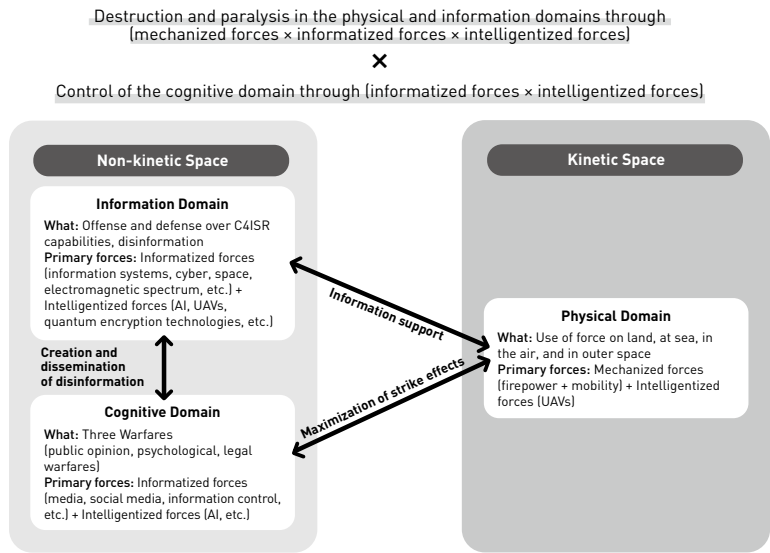 Destruction and paralysis in the physical and information domains through
(mechanized forces × informatized forces × intelligentized forces)
×
Control of the cognitive domain through (informatized forces × intelligentized forces)
Non-kinetic Space
Information Domain
What: Offense and defense over C4ISR
capabilities, disinformation
Primary forces: Informatized forces
(information systems, cyber, space,
electromagnetic spectrum, etc.) +
Intelligentized forces (AI, UAVs,
quantum encryption technologies, etc.)
Creation and
dissemination
of disinformation
Cognitive Domain
What: Three Warfares
(public opinion, psychological, legal
warfares)
Primary forces: Informatized forces
(media, social media, information control,
etc.) + Intelligentized forces (AI, etc.)
Information support
Maximization of strike effects
Kinetic Space
Physical Domain
What: Use of force on land, at sea, in
the air, and in outer space
Primary forces: Mechanized forces
(firepower + mobility) + Intelligentized
forces (UAVs)